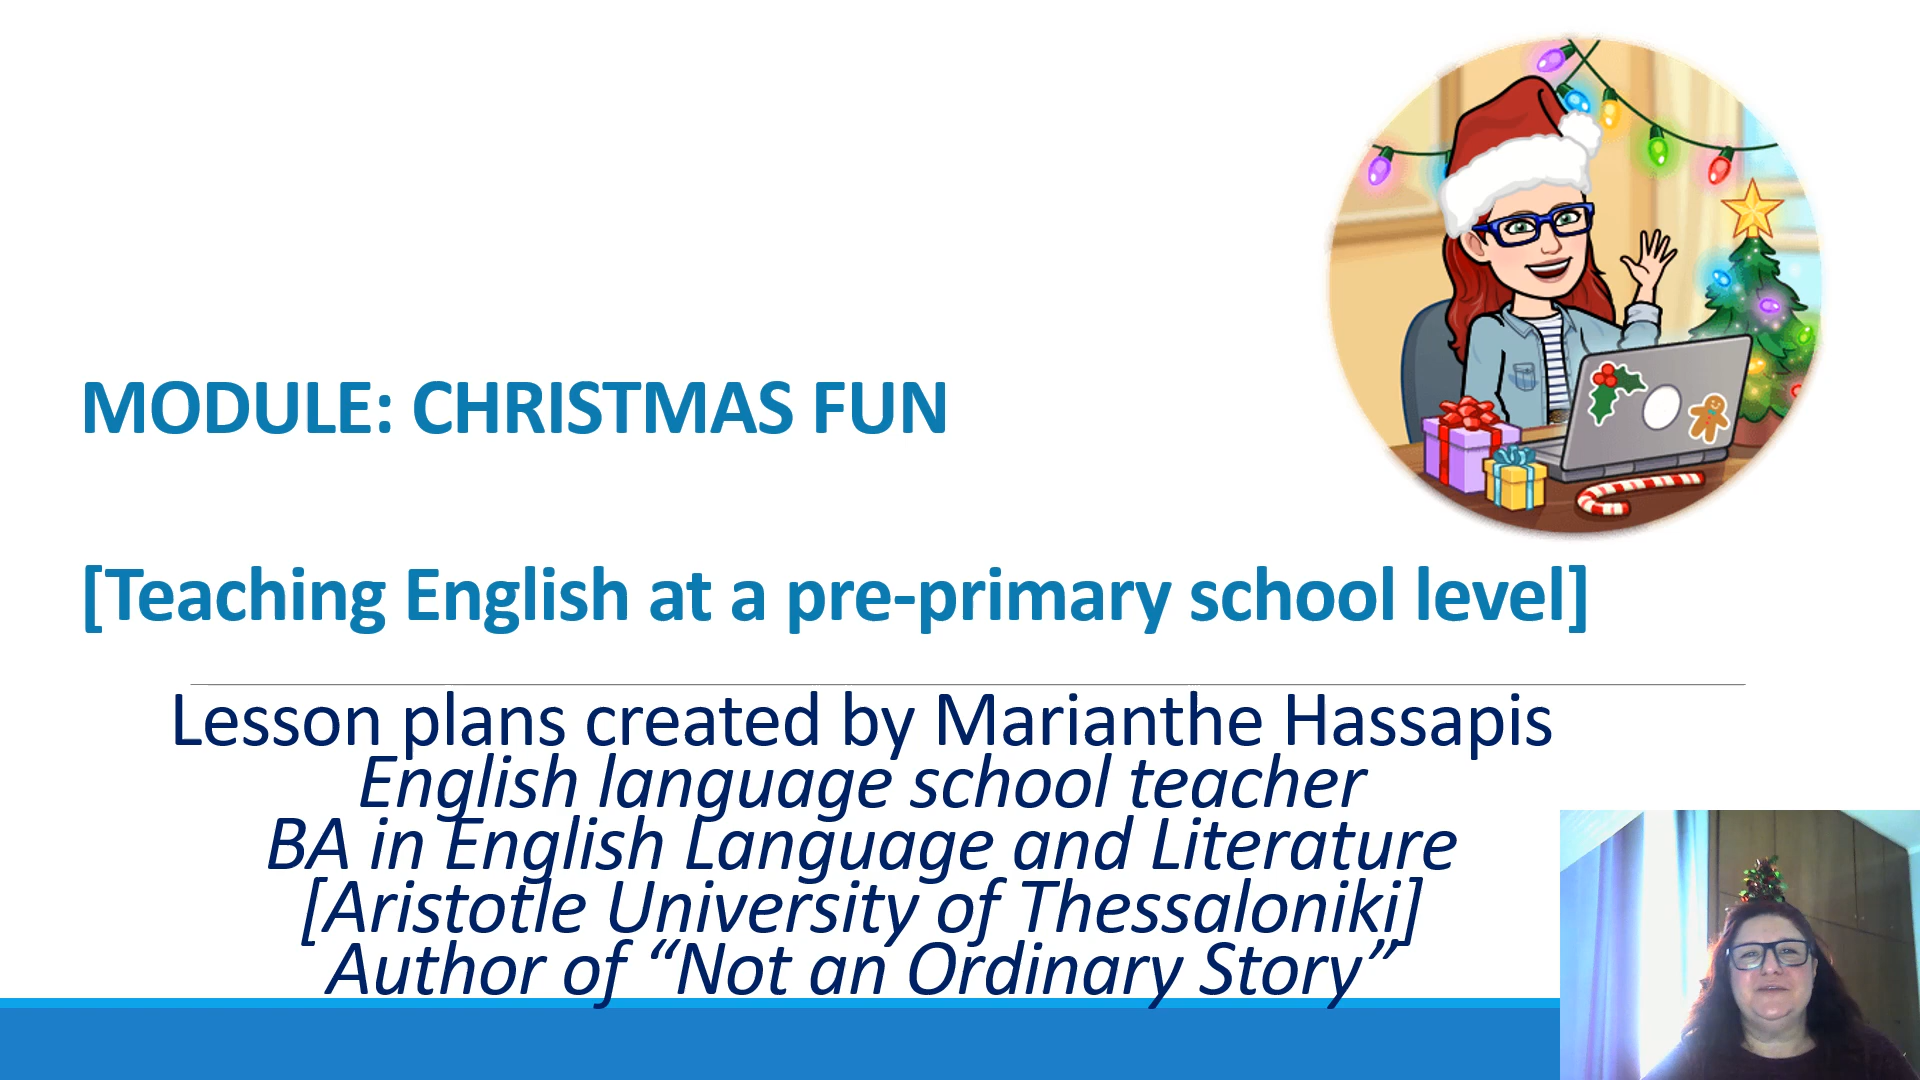 MODULE: CHRISTMAS FUN
[Teaching English at a pre-primary school level]
Lesson plans created by Marianthe Hassapis
English language school teacher
BA in English Language and Literature
[Aristotle University of Thessaloniki]
Author of “Not an Ordinary Story”